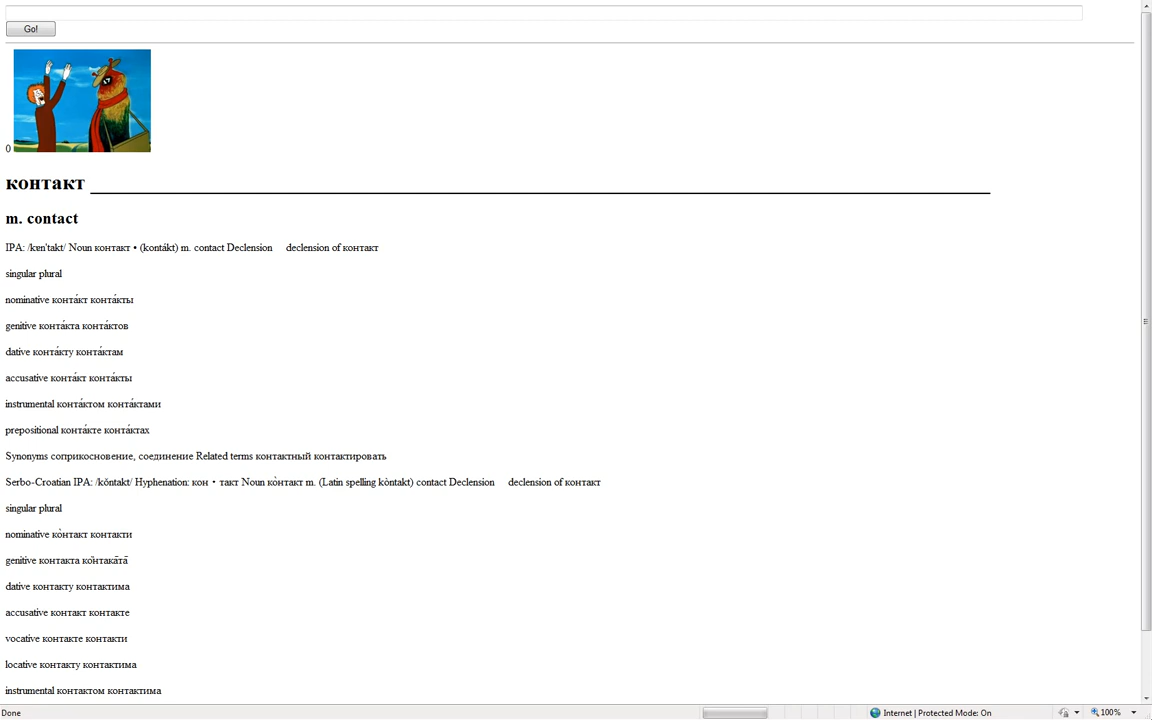 Go!
0
контакт
m. contact
IPA: /kɐn'takt/ Noun контакт • (kontákt) m. contact Declension declension of контакт
singular plural
nominative конта́кт конта́кты
genitive конта́кта конта́ктов
dative конта́кту конта́ктам
accusative конта́кт конта́кты
instrumental конта́ктом конта́ктами
prepositional конта́кте конта́ктах
Synonyms соприкосновение, соединение Related terms контактный контактировать
Serbo-Croatian IPA: /kǒntakt/ Hyphenation: кон • такт Noun ко̀нтакт m. (Latin spelling kòntakt) contact Declension declension of контакт
singular plural
nominative ко̀нтакт контакти
genitive контакта ко̏нтака̄та̄
dative контакту контактима
accusative контакт контакте
vocative контакте контакти
locative контакту контактима
instrumental контактом контактима
Done
Internet | Protected Mode: On
100%